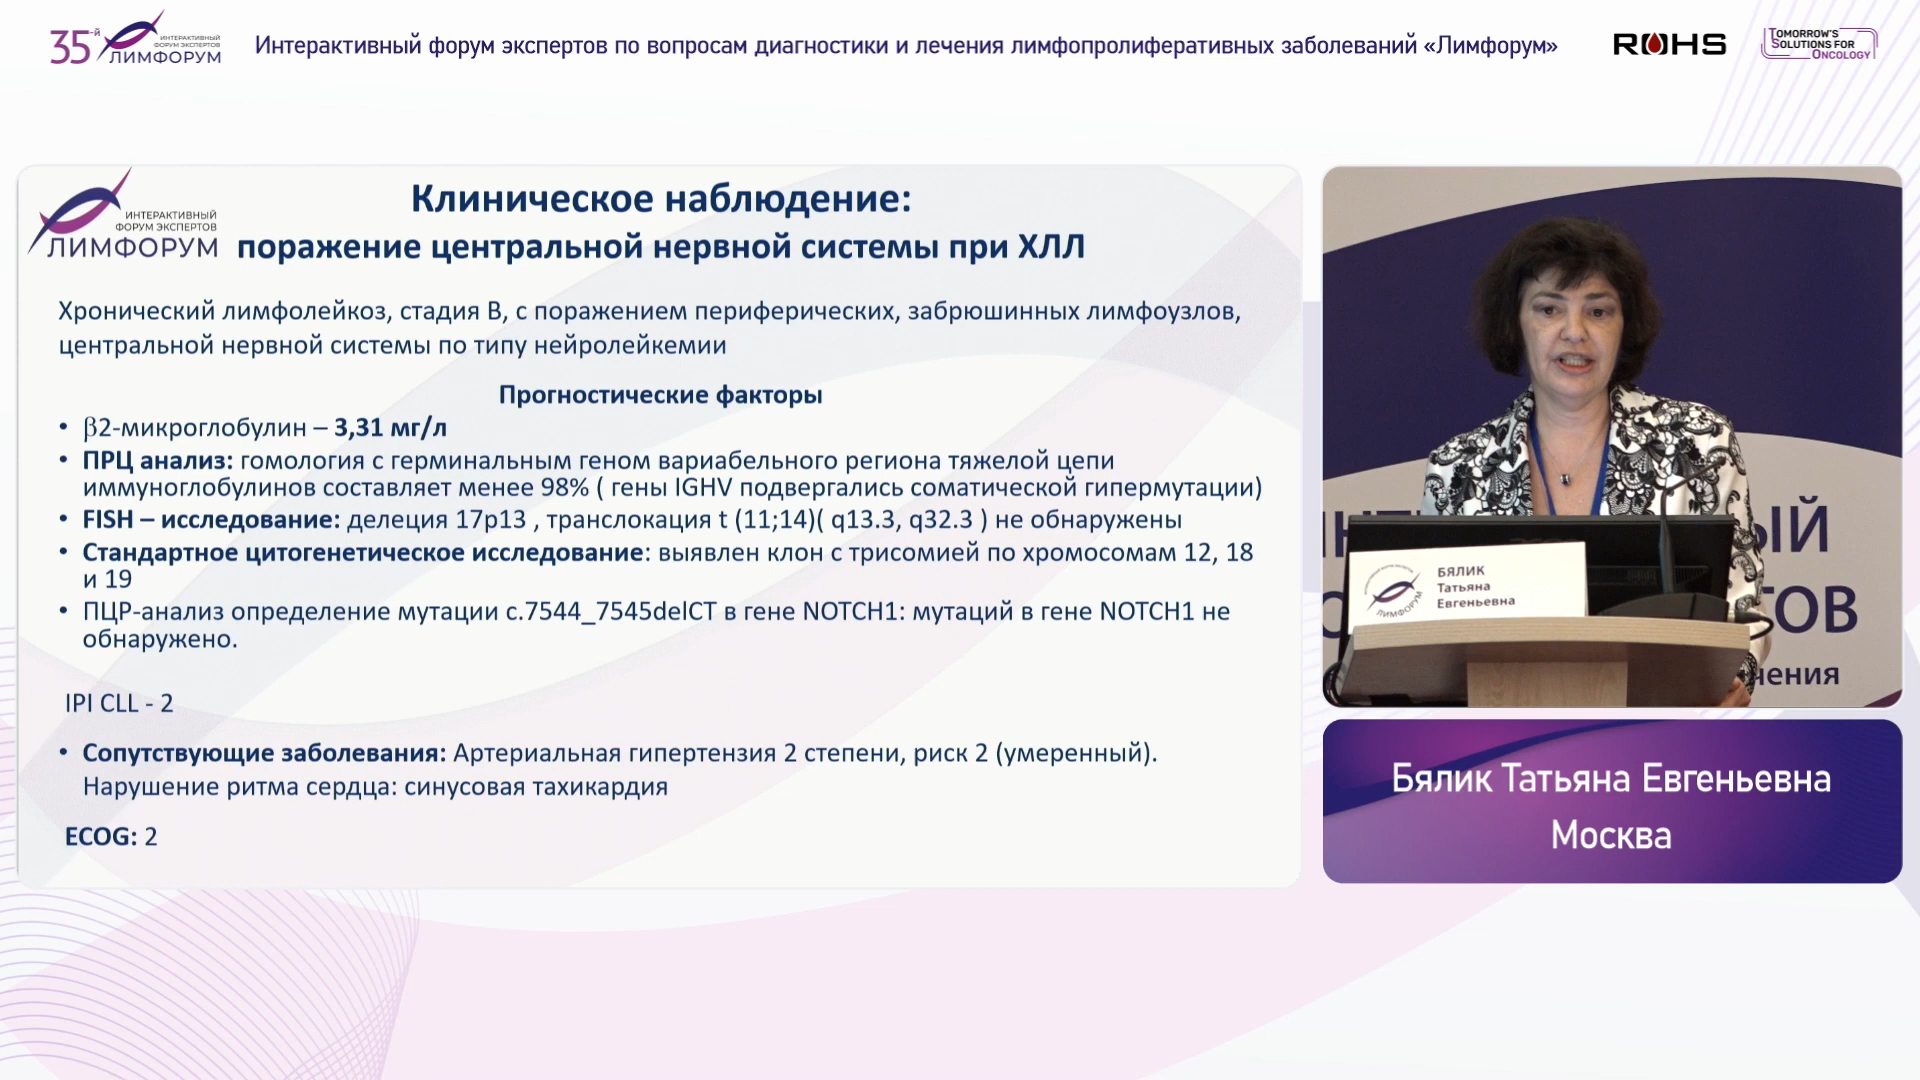 35-й
ИНТЕРАКТИВНЫЙ
ФОРУМ ЭКСПЕРТОВ
ЛИМФОРУМ
Интерактивный форум экспертов по вопросам диагностики и лечения лимфопролиферативных заболеваний «Лимфорум»
ROHS
TOMORROW'S
SOLUTIONS FOR
ONCOLOGY
ИНТЕРАКТИВНЫЙ
ФОРУМ ЭКСПЕРТОВ
ЛИМФОРУМ
Клиническое наблюдение:
поражение центральной нервной системы при ХЛЛ
Хронический лимфолейкоз, стадия В, с поражением периферических, забрюшинных лимфоузлов,
центральной нервной системы по типу нейролейкемии
Прогностические факторы
• β2-микроглобулин – 3,31 мг/л
• ПРЦ анализ: гомология с герминальным геном вариабельного региона тяжелой цепи
иммуноглобулинов составляет менее 98% ( гены IGHV подвергались соматической гипермутации)
• FISH – исследование: делеция 17p13 , транслокация t (11;14)( q13.3, q32.3 ) не обнаружены
• Стандартное цитогенетическое исследование: выявлен клон с трисомией по хромосомам 12, 18
и 19
• ПЦР-анализ определение мутации c.7544_7545delCT в гене NOTCH1: мутаций в гене NOTCH1 не
обнаружено.
IPI CLL - 2
• Сопутствующие заболевания: Артериальная гипертензия 2 степени, риск 2 (умеренный).
Нарушение ритма сердца: синусовая тахикардия
ECOG: 2
ЫЙ
ТОВ
чения
ЛИМФОРУМ
БЯЛИК
Татьяна
Евгеньевна
Бялик Татьяна Евгеньевна
Москва